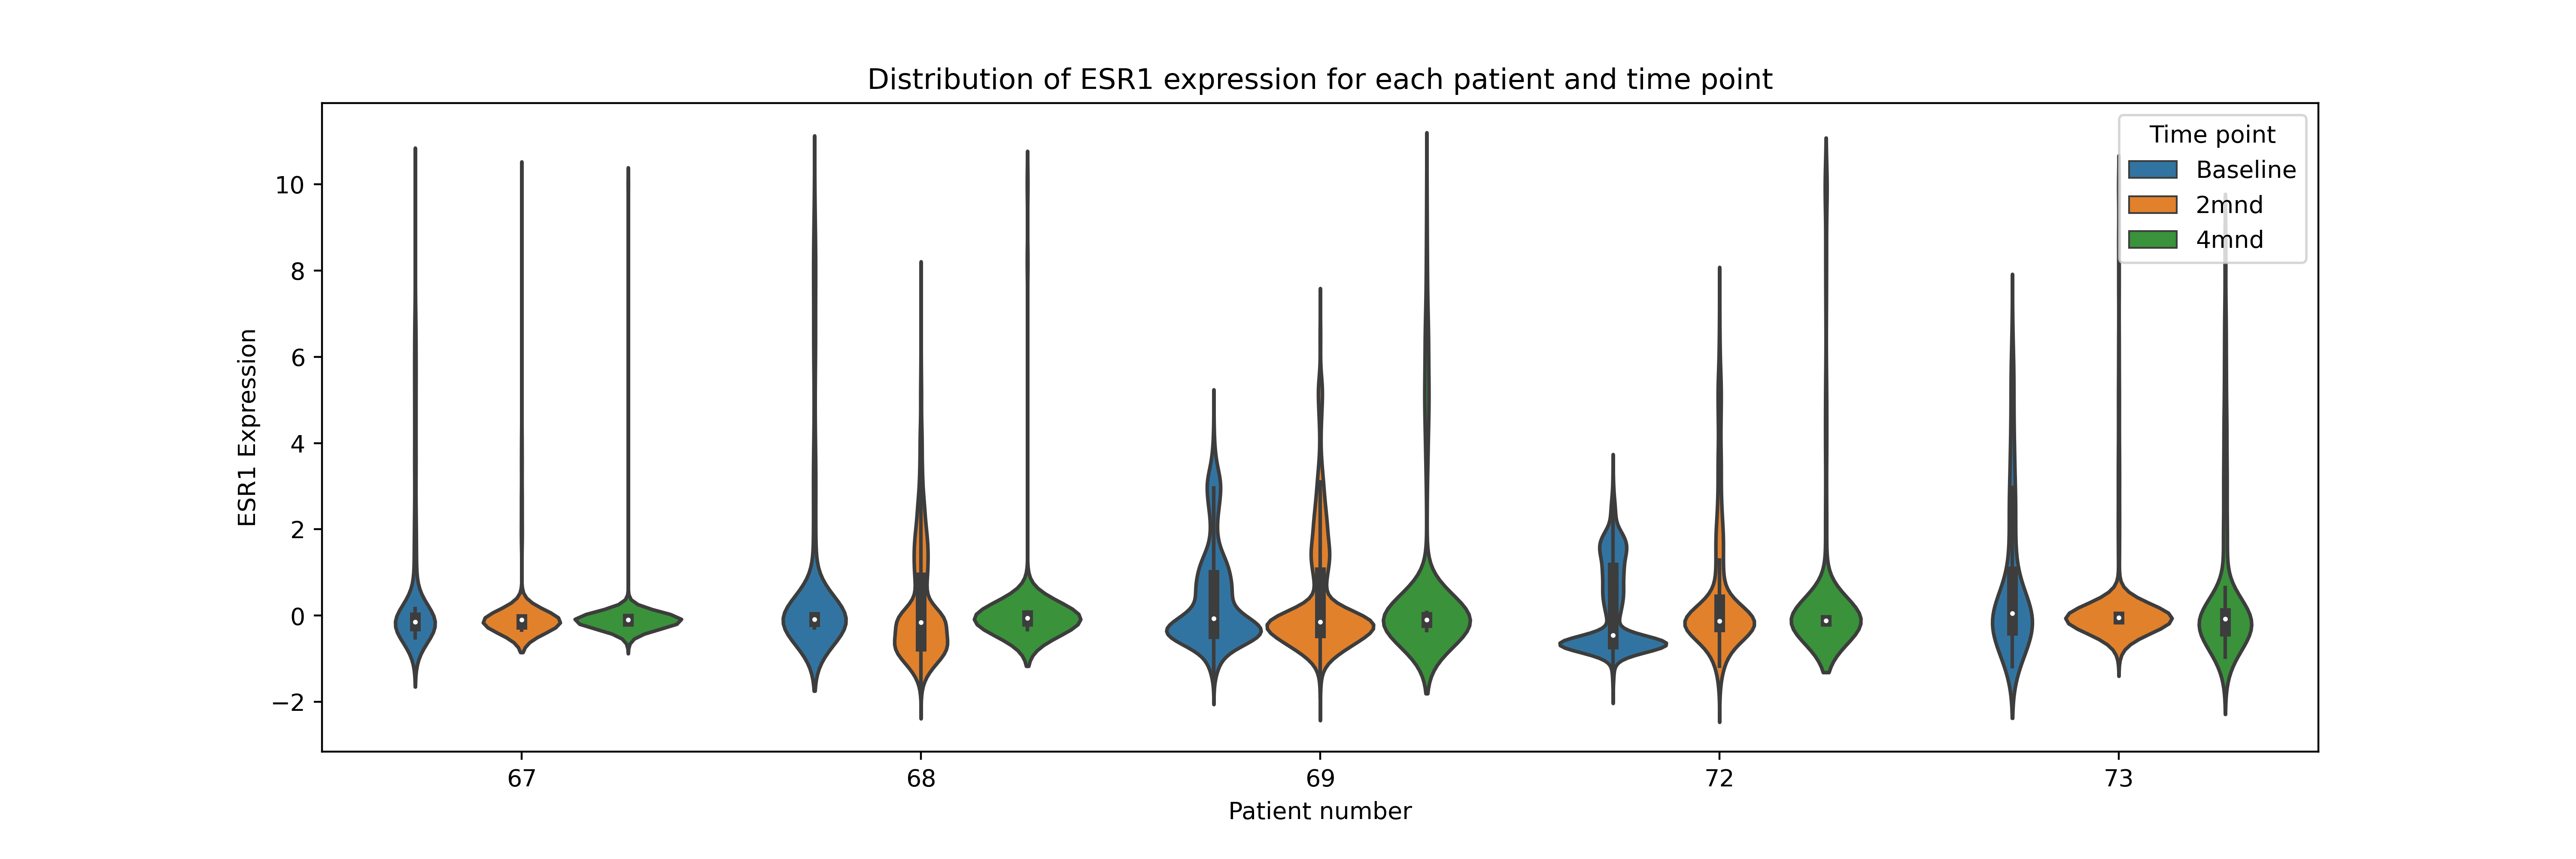 Distribution of ESR1 expression for each patient and time point
Time point
Baseline
2mnd
4mnd
ESR1 Expression
10
8
6
4
2
0
−2
67 68 69 72 73
Patient number